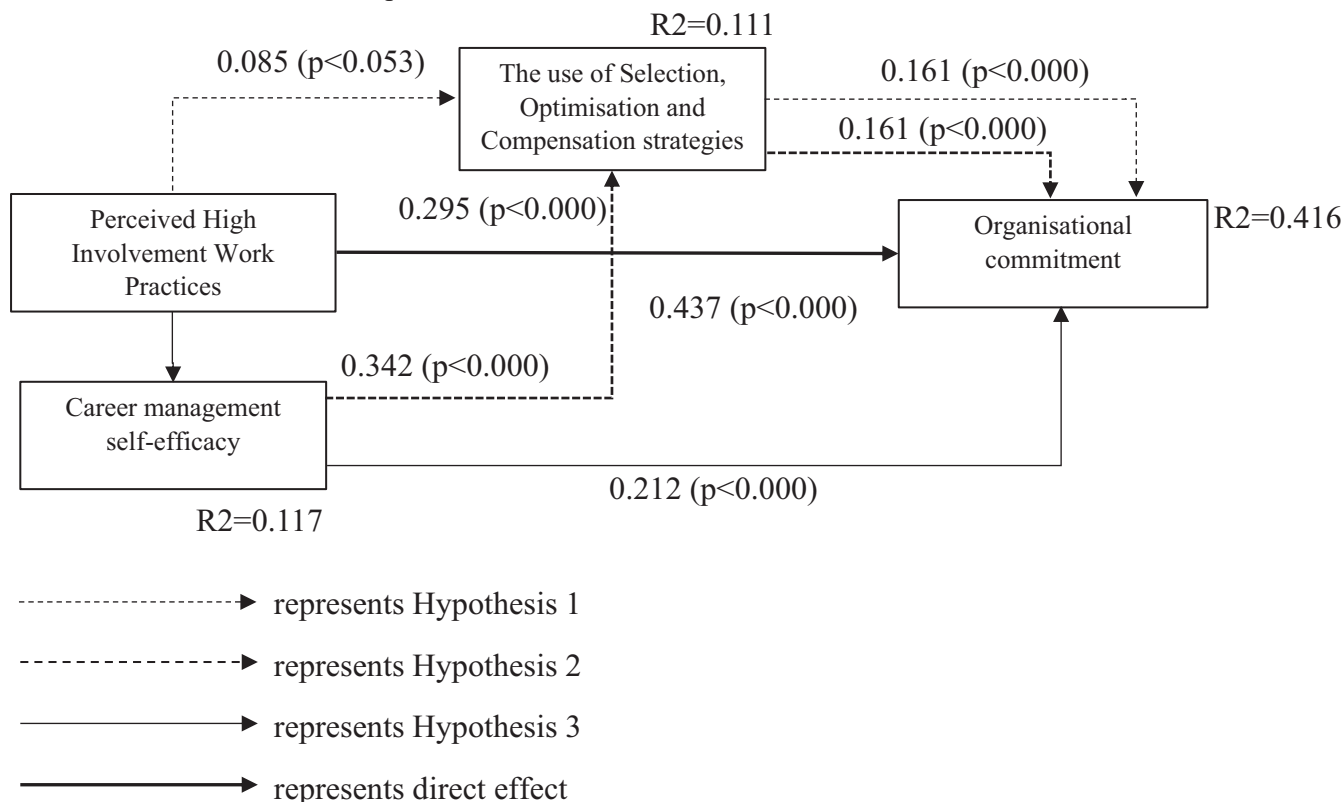 R2=0.111
0.085 (p<0.053)
The use of Selection,
Optimisation and
Compensation strategies
0.161 (p<0.000)
0.161 (p<0.000)
Perceived High
Involvement Work
Practices
0.295 (p<0.000)
Organisational
commitment
R2=0.416
0.437 (p<0.000)
0.342 (p<0.000)
Career management
self-efficacy
0.212 (p<0.000)
R2=0.117
represents Hypothesis 1
represents Hypothesis 2
represents Hypothesis 3
represents direct effect